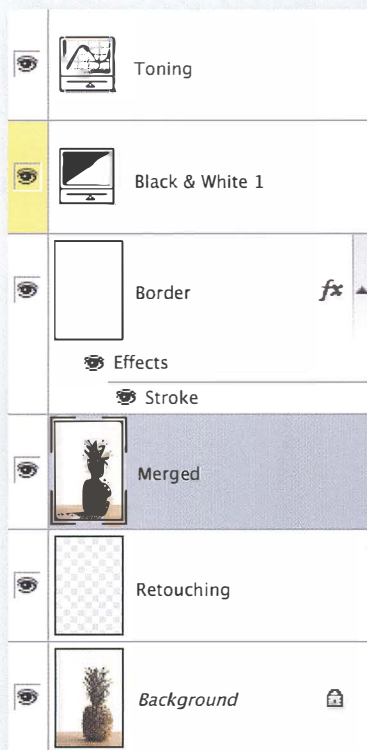 Toning
Black & White 1
Border fx
Effects
Stroke
Merged
Retouching
Background